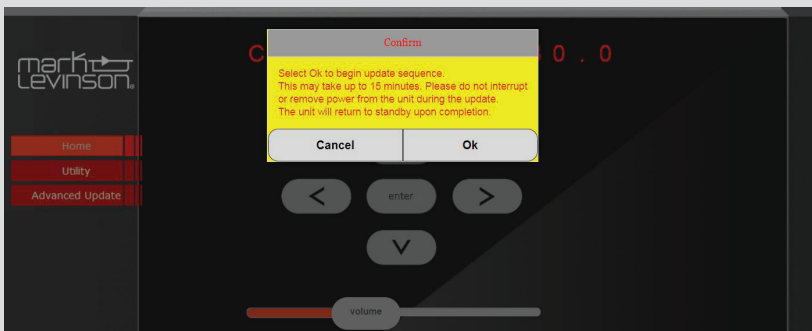 Confirm
C 30.0
mark
Levinson®
Select Ok to begin update sequence.
This may take up to 15 minutes. Please do not interrupt
or remove power from the unit during the update.
The unit will return to standby upon completion.
Cancel Ok
Home
Utility
Advanced Update
< enter >
volume